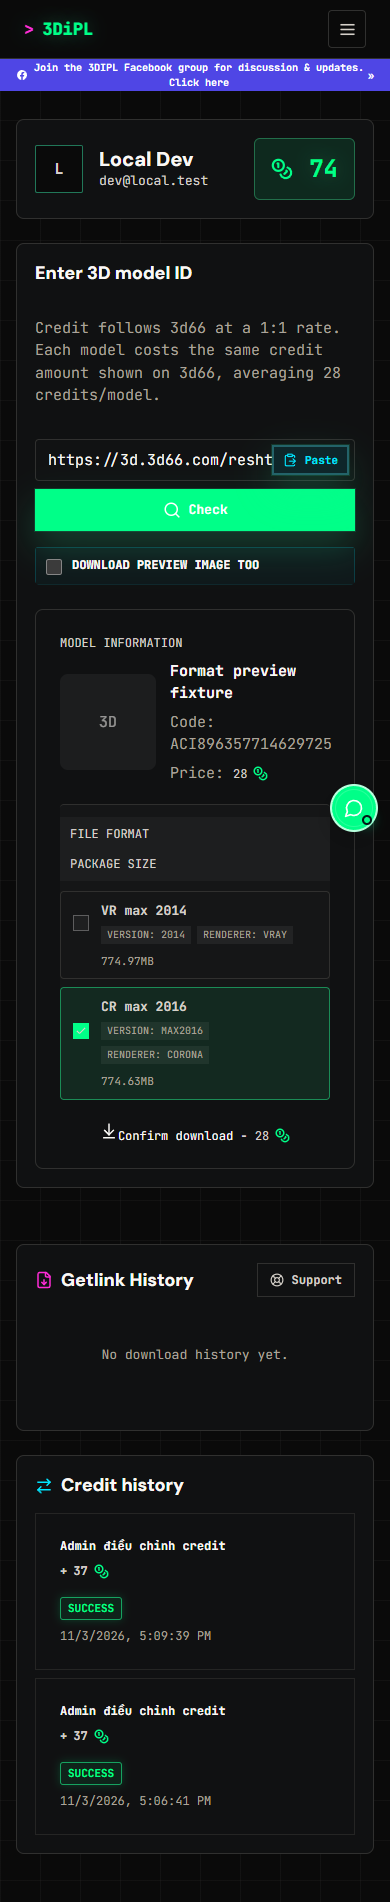 > 3DiPL
Join the 3DIPL Facebook group for discussion & updates.
Click here
»
L
Local Dev
dev@local.test
74
Enter 3D model ID
Credit follows 3d66 at a 1:1 rate.
Each model costs the same credit
amount shown on 3d66, averaging 28
credits/model.
https://3d.3d66.com/resht
Paste
Check
DOWNLOAD PREVIEW IMAGE TOO
MODEL INFORMATION
3D
Format preview
fixture
Code:
ACI896357714629725
Price: 28
FILE FORMAT
PACKAGE SIZE
VR max 2014
VERSION: 2014 RENDERER: VRAY
774.97MB
CR max 2016
VERSION: MAX2016
RENDERER: CORONA
774.63MB
Confirm download - 28
Getlink History
Support
No download history yet.
Credit history
Admin điều chỉnh credit
+ 37
SUCCESS
11/3/2026, 5:09:39 PM
Admin điều chỉnh credit
+ 37
SUCCESS
11/3/2026, 5:06:41 PM